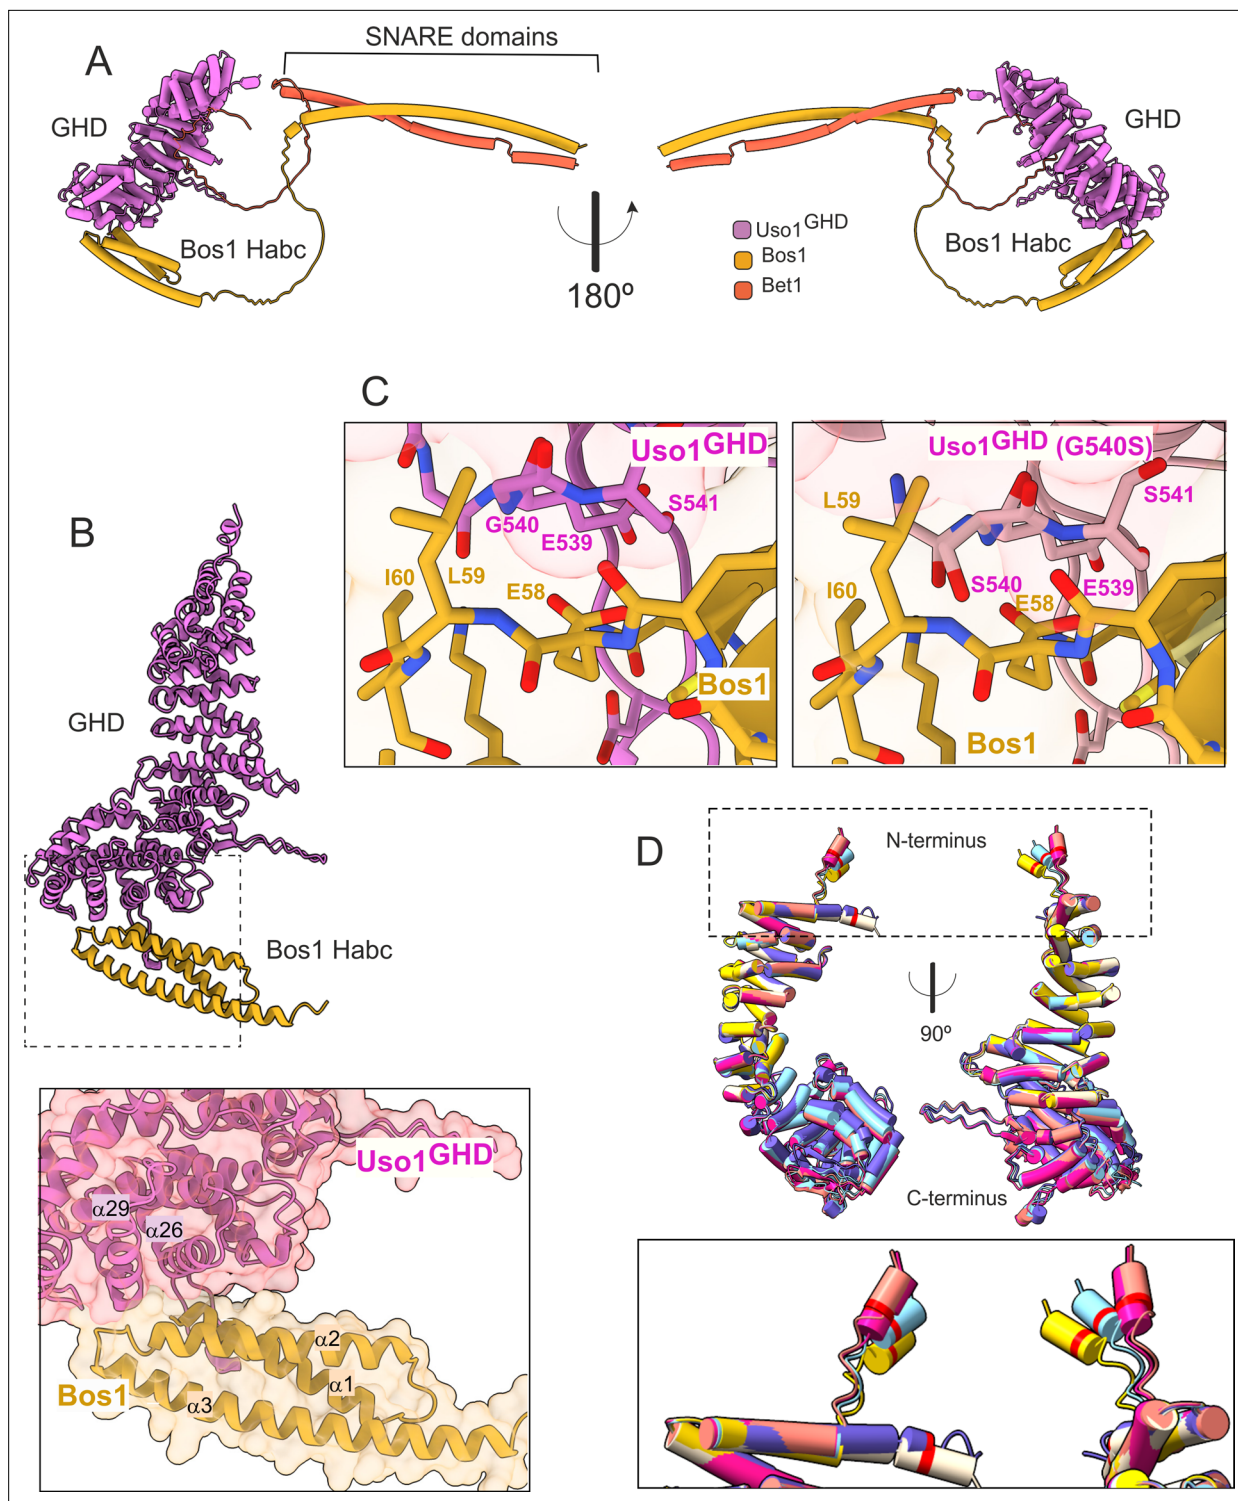 A
SNARE domains
GHD
Bos1 Habc
180º
Uso1GHD
Bos1
Bet1
GHD
Bos1 Habc
C
Uso1GHD
S541
G540
E539
I60
L59
E58
Bos1
Uso1GHD (G540S)
S541
L59
S540
E539
I60
E58
Bos1
B
GHD
Bos1 Habc
Uso1GHD
α29
α26
α2
α1
α3
Bos1
D
N-terminus
90º
C-terminus